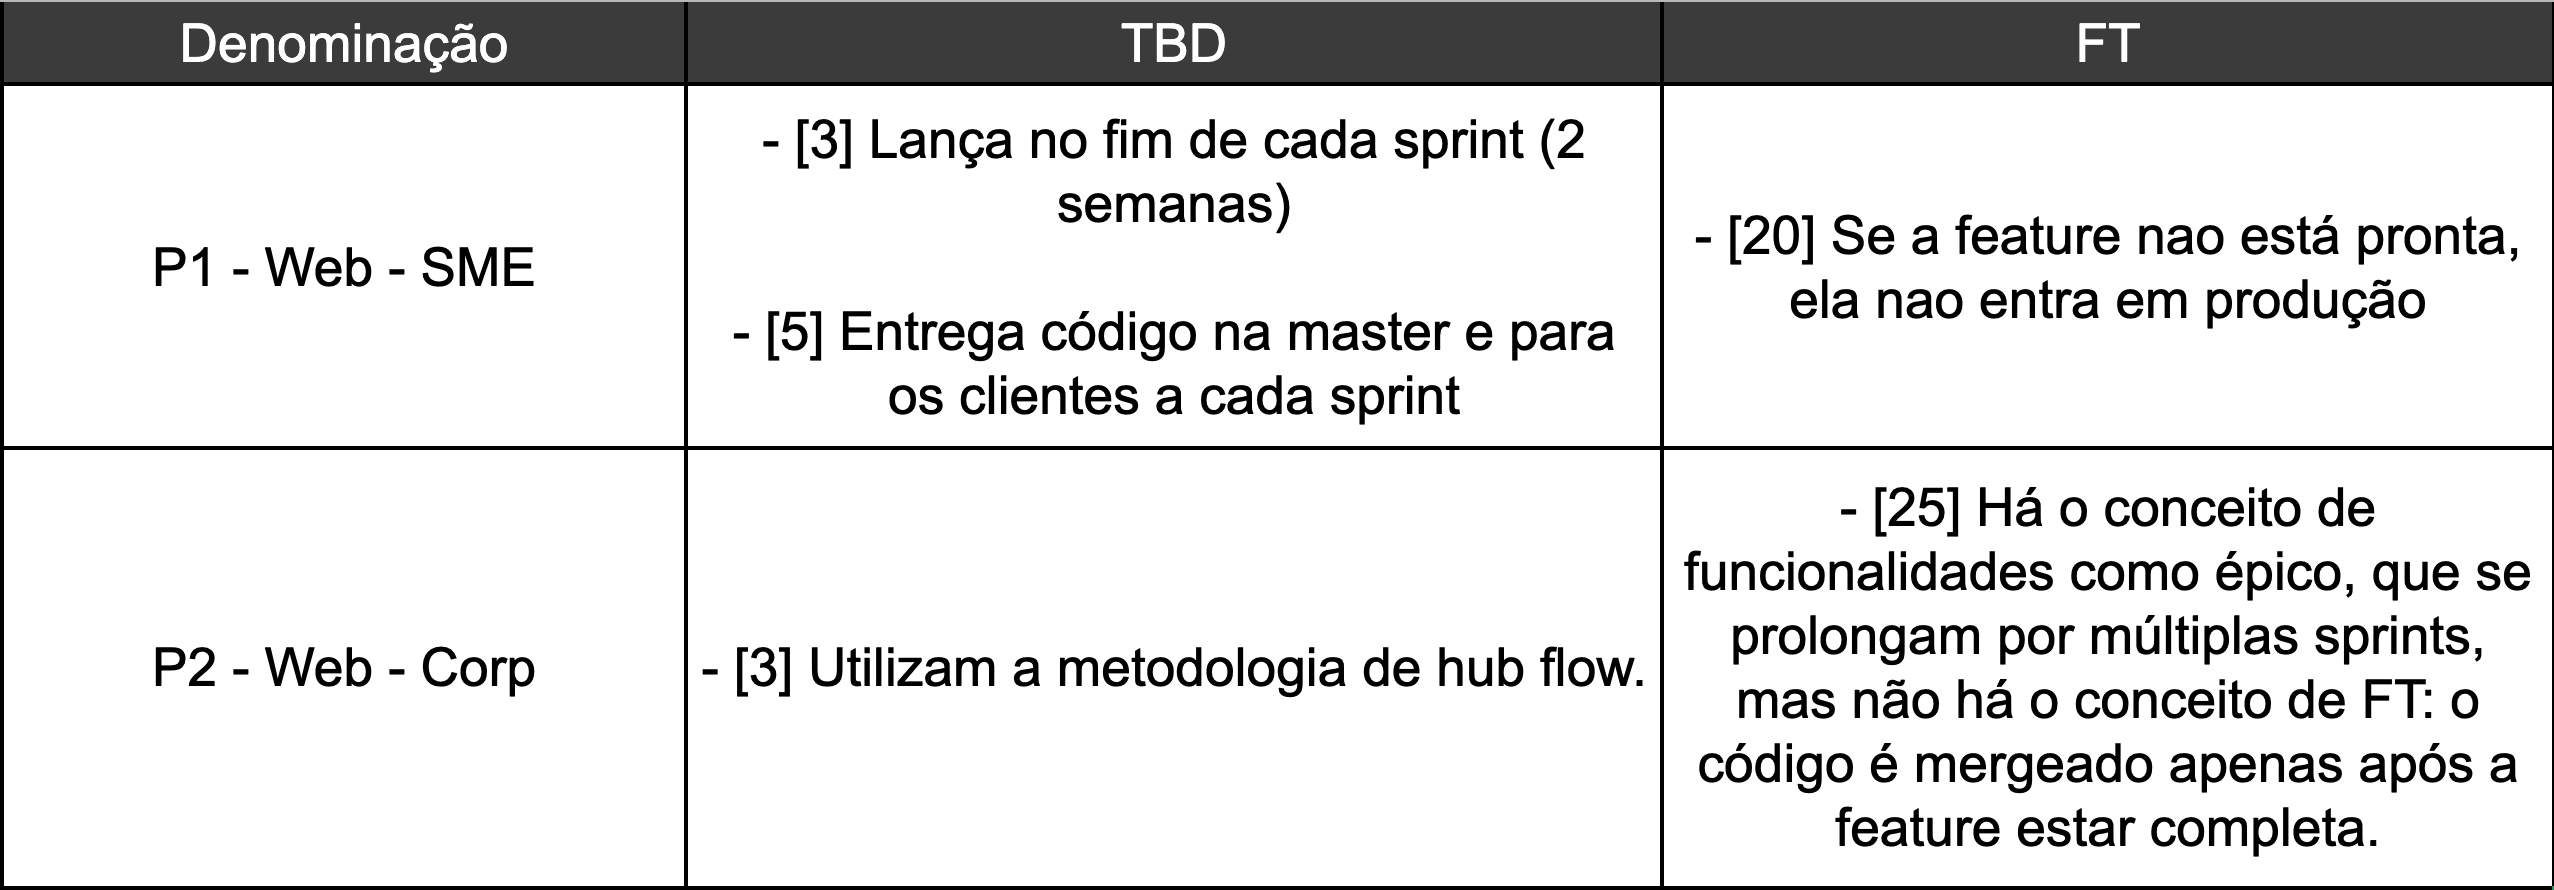 Denominação
TBD
FT
P1 - Web - SME
- [3] Lança no fim de cada sprint (2
semanas)
- [5] Entrega código na master e para
os clientes a cada sprint
- [20] Se a feature nao está pronta,
ela nao entra em produção
P2 - Web - Corp
- [3] Utilizam a metodologia de hub flow.
- [25] Há o conceito de
funcionalidades como épico, que se
prolongam por múltiplas sprints,
mas não há o conceito de FT: o
código é mergeado apenas após a
feature estar completa.